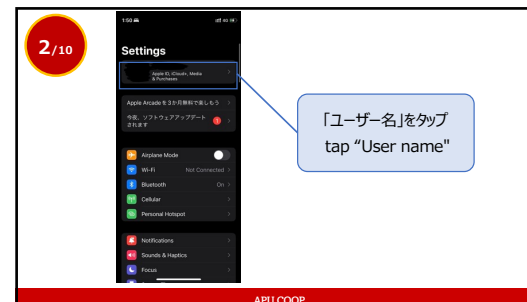 2/10
1:50
Settings
Apple ID, iCloud+, Media
& Purchases
Apple Arcadeを3か月無料で楽しもう
今夜、ソフトウェアアップデート
されます
1
Airplane Mode
Wi-Fi Not Connected
Bluetooth On
Cellular
Personal Hotspot
Notifications
Sounds & Haptics
Focus
「ユーザー名」をタップ
tap “User name"
APU COOP